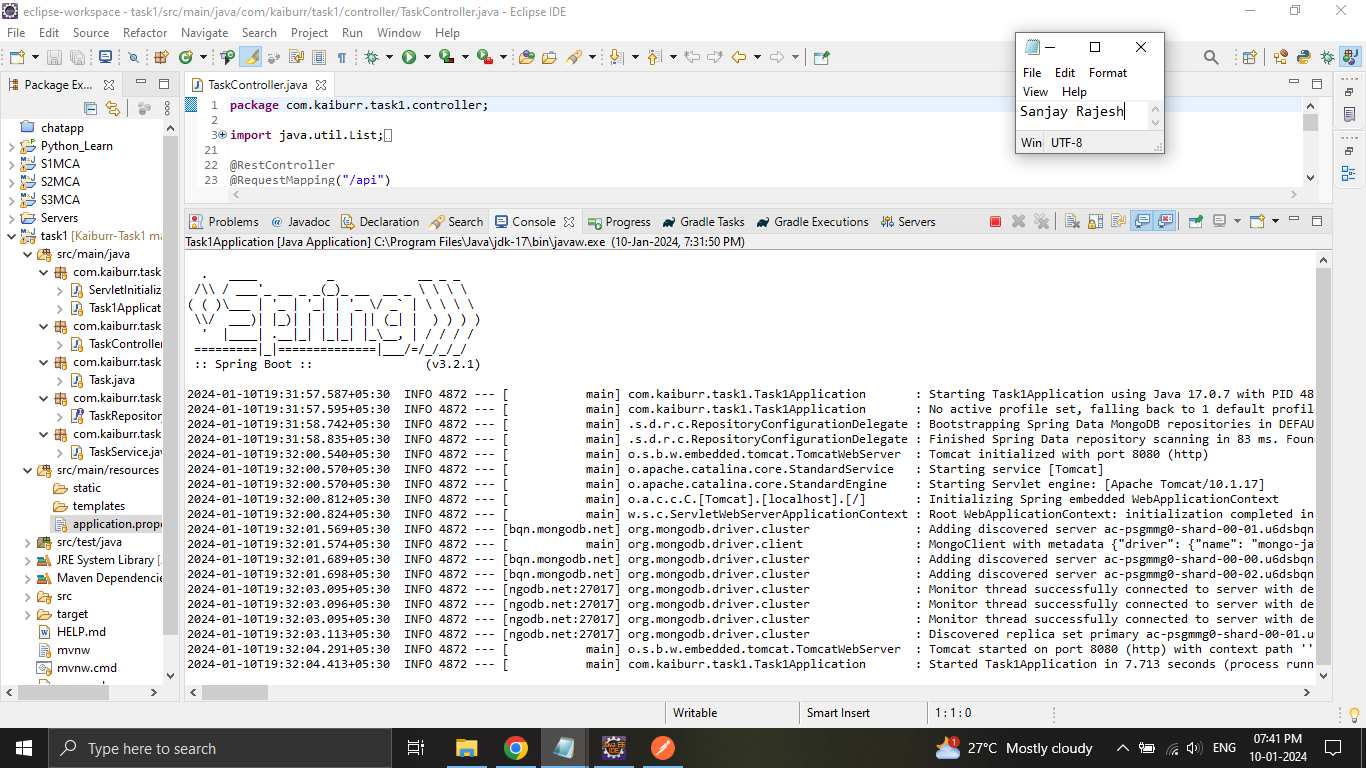 eclipse-workspace - task1/src/main/java/com/kaiburr/task1/controller/TaskController.java - Eclipse IDE
File Edit Source Refactor Navigate Search Project Run Window Help
File Edit Format
View Help
Sanjay Rajesh
Win UTF-8
Package Ex...
chatapp
Python_Learn
S1MCA
S2MCA
S3MCA
Servers
task1 [Kaiburr-Task1 ma
src/main/java
com.kaiburr.task
ServletInitializ
Task1Applicat
com.kaiburr.task
TaskController
com.kaiburr.task
Task.java
com.kaiburr.task
TaskRepository
com.kaiburr.task
TaskService.jav
src/main/resources
static
templates
application.prope
src/test/java
JRE System Library [
Maven Dependencie
src
target
HELP.md
mvnw
mvnw.cmd
TaskController.java
1 package com.kaiburr.task1.controller;
2
3 import java.util.List;
21
22 @RestController
23 @RequestMapping("/api")
Problems Javadoc Declaration Search Console Progress Gradle Tasks Gradle Executions Servers
Task1Application [Java Application] C:\Program Files\Java\jdk-17\bin\javaw.exe (10-Jan-2024, 7:31:50 PM)
Spring
:: Spring Boot :: (v3.2.1)
2024-01-10T19:31:57.587+05:30 INFO 4872 --- [ main] com.kaiburr.task1.Task1Application : Starting Task1Application using Java 17.0.7 with PID 48
2024-01-10T19:31:57.595+05:30 INFO 4872 --- [ main] com.kaiburr.task1.Task1Application : No active profile set, falling back to 1 default profil
2024-01-10T19:31:58.742+05:30 INFO 4872 --- [ main] .s.d.r.c.RepositoryConfigurationDelegate : Bootstrapping Spring Data MongoDB repositories in DEFAU
2024-01-10T19:31:58.835+05:30 INFO 4872 --- [ main] .s.d.r.c.RepositoryConfigurationDelegate : Finished Spring Data repository scanning in 83 ms. Foun
2024-01-10T19:32:00.540+05:30 INFO 4872 --- [ main] o.s.b.w.embedded.tomcat.TomcatWebServer : Tomcat initialized with port 8080 (http)
2024-01-10T19:32:00.570+05:30 INFO 4872 --- [ main] o.apache.catalina.core.StandardService : Starting service [Tomcat]
2024-01-10T19:32:00.570+05:30 INFO 4872 --- [ main] o.apache.catalina.core.StandardEngine : Starting Servlet engine: [Apache Tomcat/10.1.17]
2024-01-10T19:32:00.812+05:30 INFO 4872 --- [ main] o.a.c.c.C.[Tomcat].[localhost].[/] : Initializing Spring embedded WebApplicationContext
2024-01-10T19:32:00.824+05:30 INFO 4872 --- [ main] w.s.c.ServletWebServerApplicationContext : Root WebApplicationContext: initialization completed in
2024-01-10T19:32:01.569+05:30 INFO 4872 --- [bqn.mongodb.net] org.mongodb.driver.cluster : Adding discovered server ac-psgmmg0-shard-00-01.u6dsbqn
2024-01-10T19:32:01.574+05:30 INFO 4872 --- [ main] org.mongodb.driver.client : MongoClient with metadata {"driver": {"name": "mongo-ja
2024-01-10T19:32:01.689+05:30 INFO 4872 --- [bqn.mongodb.net] org.mongodb.driver.cluster : Adding discovered server ac-psgmmg0-shard-00-00.u6dsbqn
2024-01-10T19:32:01.698+05:30 INFO 4872 --- [bqn.mongodb.net] org.mongodb.driver.cluster : Adding discovered server ac-psgmmg0-shard-00-02.u6dsbqn
2024-01-10T19:32:03.095+05:30 INFO 4872 --- [ngodb.net:27017] org.mongodb.driver.cluster : Monitor thread successfully connected to server with de
2024-01-10T19:32:03.096+05:30 INFO 4872 --- [ngodb.net:27017] org.mongodb.driver.cluster : Monitor thread successfully connected to server with de
2024-01-10T19:32:03.095+05:30 INFO 4872 --- [ngodb.net:27017] org.mongodb.driver.cluster : Monitor thread successfully connected to server with de
2024-01-10T19:32:03.113+05:30 INFO 4872 --- [ngodb.net:27017] org.mongodb.driver.cluster : Discovered replica set primary ac-psgmmg0-shard-00-01.u
2024-01-10T19:32:04.291+05:30 INFO 4872 --- [ main] o.s.b.w.embedded.tomcat.TomcatWebServer : Tomcat started on port 8080 (http) with context path ''
2024-01-10T19:32:04.413+05:30 INFO 4872 --- [ main] com.kaiburr.task1.Task1Application : Started Task1Application in 7.713 seconds (process runn
Writable Smart Insert 1 : 1 : 0
Type here to search
27°C Mostly cloudy ENG 07:41 PM
10-01-2024